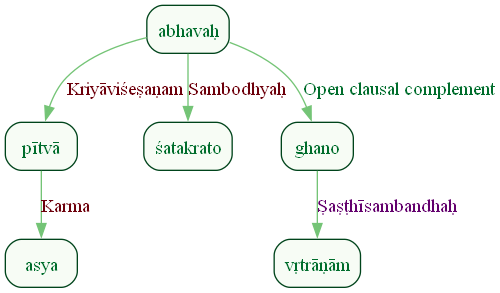 abhavaḥ
Kriyāviśeṣaṇam Sambodhyaḥ Open clausal complement
pītvā śatakrato ghano
Karma Ṣaṣṭhīsambandhaḥ
asya vṛtrāṇām